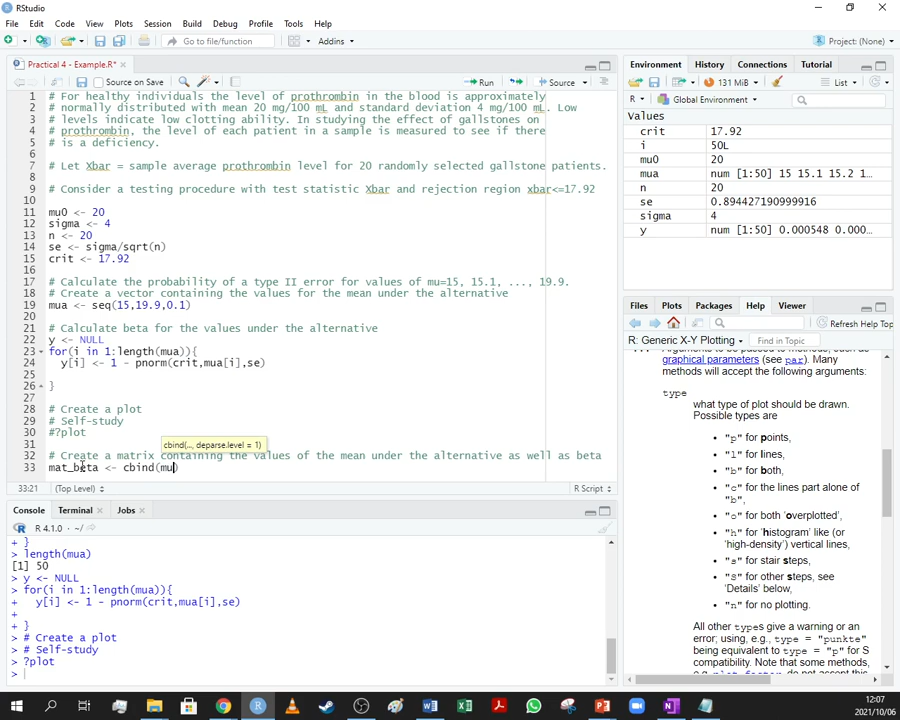 RStudio
File Edit Code View Plots Session Build Debug Profile Tools Help
Go to file/function Addins Project: (None)
Practical 4 - Example.R*
Source on Save Run Source
1 # For healthy individuals the level of prothrombin in the blood is approximately
2 # normally distributed with mean 20 mg/100 mL and standard deviation 4 mg/100 mL. Low
3 # levels indicate low clotting ability. In studying the effect of gallstones on
4 # prothrombin, the level of each patient in a sample is measured to see if there
5 # is a deficiency.
6
7 # Let Xbar = sample average prothrombin level for 20 randomly selected gallstone patients.
8
9 # Consider a testing procedure with test statistic Xbar and rejection region xbar<=17.92
10
11 mu0 <- 20
12 sigma <- 4
13 n <- 20
14 se <- sigma/sqrt(n)
15 crit <- 17.92
16
17 # Calculate the probability of a type II error for values of mu=15, 15.1, ..., 19.9.
18 # Create a vector containing the values for the mean under the alternative
19 mua <- seq(15,19.9,0.1)
20
21 # Calculate beta for the values under the alternative
22 y <- NULL
23 for(i in 1:length(mua)){
24 y[i] <- 1 - pnorm(crit,mua[i],se)
25
26 }
27
28 # Create a plot
29 # Self-study
30 #?plot
31
cbind(..., deparse.level = 1)
32 # Create a matrix containing the values of the mean under the alternative as well as beta
33 mat_beta <- cbind(mu)
33:21 (Top Level) R Script
Console Terminal Jobs
R 4.1.0 · ~/
+ }
> length(mua)
[1] 50
> y <- NULL
> for(i in 1:length(mua)){
+ y[i] <- 1 - pnorm(crit,mua[i],se)
+
+ }
> # Create a plot
> # Self-study
> ?plot
>
Environment History Connections Tutorial
131 MiB List
R Global Environment
Values
crit 17.92
i 50L
mu0 20
mua num [1:50] 15 15.1 15.2 1...
n 20
se 0.894427190999916
sigma 4
y num [1:50] 0.000548 0.000...
Files Plots Packages Help Viewer
Refresh Help Top
R: Generic X-Y Plotting Find in Topic
... Arguments to be passed to methods, such as
graphical parameters (see par). Many
methods will accept the following arguments:
type
what type of plot should be drawn.
Possible types are
• "p" for points,
• "l" for lines,
• "b" for both,
• "c" for the lines part alone of
"b",
• "o" for both ‘overplotted’,
• "h" for ‘histogram’ like (or
‘high-density’) vertical lines,
• "s" for stair steps,
• "S" for other steps, see
‘Details’ below,
• "n" for no plotting.
All other types give a warning or an
error; using, e.g., type = "punkte"
being equivalent to type = "p" for S
compatibility. Note that some methods,
e.g. plot.factor, do not accept this.
12:07
2021/10/06